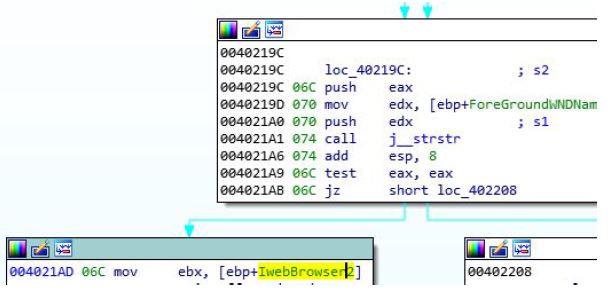 0040219C
0040219C loc_40219C: ; s2
0040219C 06C push eax
0040219D 070 mov edx, [ebp+ForeGroundWNDNam
004021A0 070 push edx ; s1
004021A1 074 call j__strstr
004021A6 074 add esp, 8
004021A9 06C test eax, eax
004021AB 06C jz short loc_402208
004021AD 06C mov ebx, [ebp+IwebBrowser2]
00402208